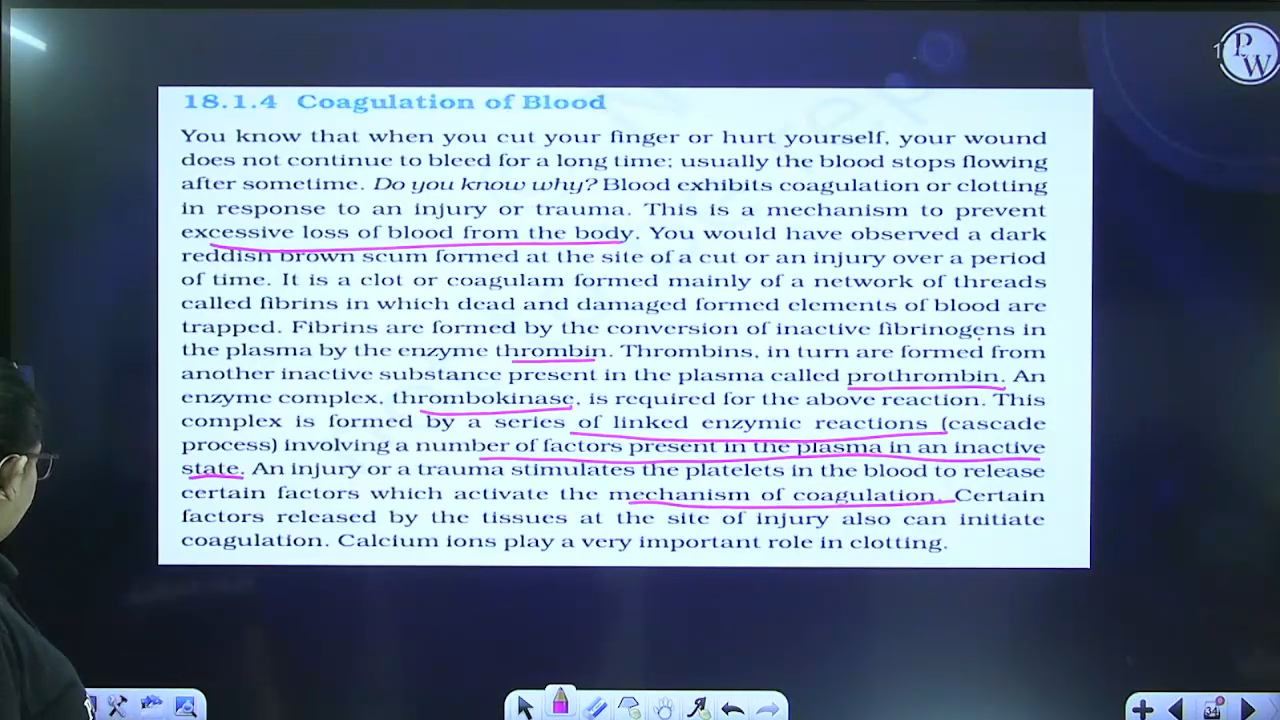 PW
18.1.4 Coagulation of Blood
You know that when you cut your finger or hurt yourself, your wound
does not continue to bleed for a long time; usually the blood stops flowing
after sometime. Do you know why? Blood exhibits coagulation or clotting
in response to an injury or trauma. This is a mechanism to prevent
excessive loss of blood from the body. You would have observed a dark
reddish brown scum formed at the site of a cut or an injury over a period
of time. It is a clot or coagulam formed mainly of a network of threads
called fibrins in which dead and damaged formed elements of blood are
trapped. Fibrins are formed by the conversion of inactive fibrinogens in
the plasma by the enzyme thrombin. Thrombins, in turn are formed from
another inactive substance present in the plasma called prothrombin. An
enzyme complex, thrombokinase, is required for the above reaction. This
complex is formed by a series of linked enzymic reactions (cascade
process) involving a number of factors present in the plasma in an inactive
state. An injury or a trauma stimulates the platelets in the blood to release
certain factors which activate the mechanism of coagulation. Certain
factors released by the tissues at the site of injury also can initiate
coagulation. Calcium ions play a very important role in clotting.
34